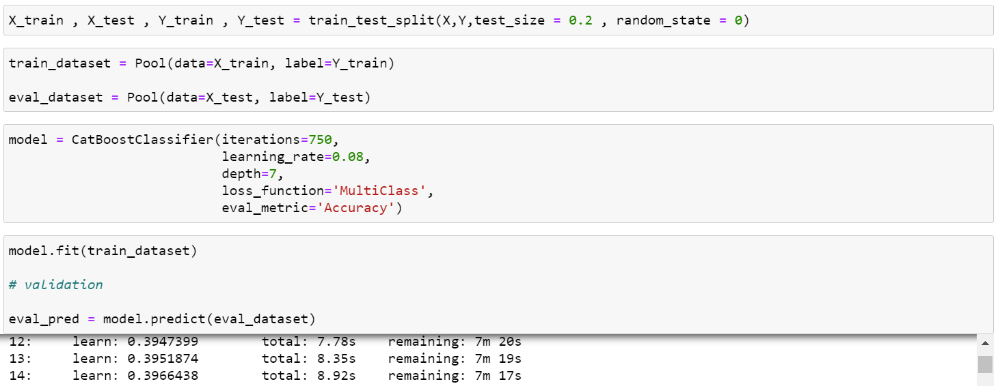 X_train , X_test , Y_train , Y_test = train_test_split(X,Y,test_size = 0.2 , random_state = 0)
train_dataset = Pool(data=X_train, label=Y_train)
eval_dataset = Pool(data=X_test, label=Y_test)
model = CatBoostClassifier(iterations=750,
learning_rate=0.08,
depth=7,
loss_function='MultiClass',
eval_metric='Accuracy')
model.fit(train_dataset)
# validation
eval_pred = model.predict(eval_dataset)
12: learn: 0.3947399 total: 7.78s remaining: 7m 20s
13: learn: 0.3951874 total: 8.35s remaining: 7m 19s
14: learn: 0.3966438 total: 8.92s remaining: 7m 17s